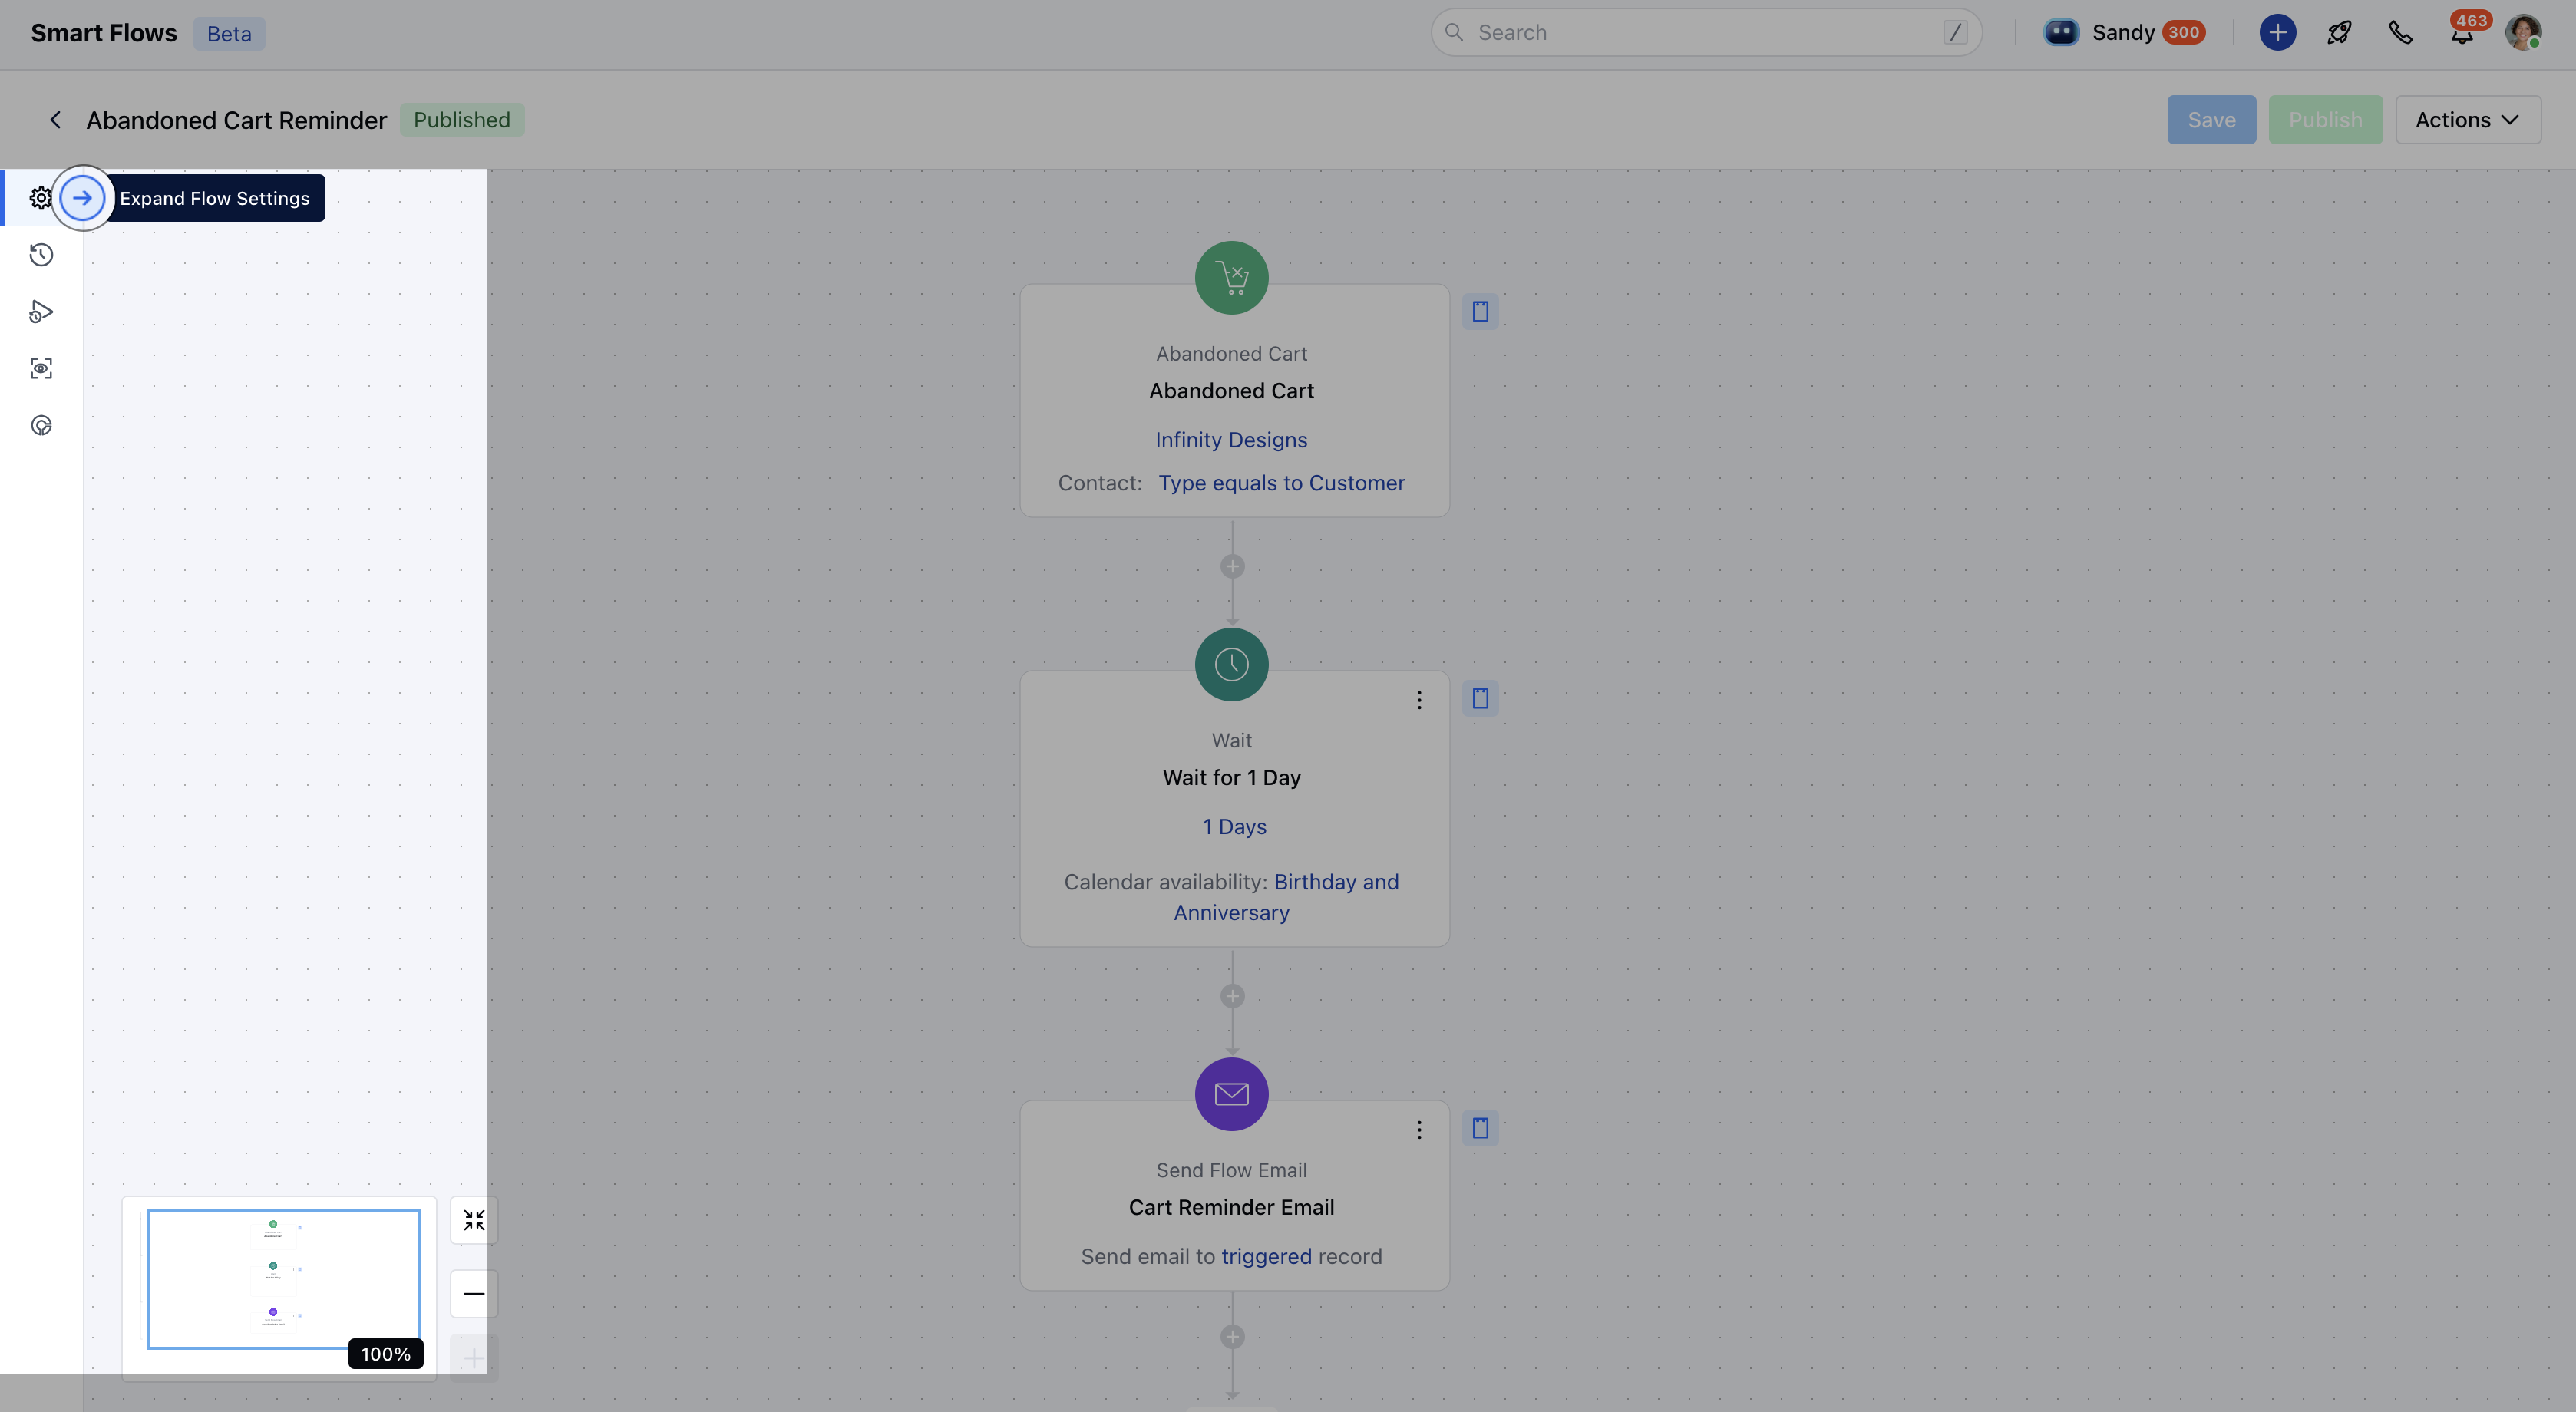 Smart Flows Beta
Search /
Sandy 300
463
Abandoned Cart Reminder Published
Save Publish Actions
Expand Flow Settings
Abandoned Cart
Abandoned Cart
Infinity Designs
Contact: Type equals to Customer
Wait
Wait for 1 Day
1 Days
Calendar availability: Birthday and
Anniversary
Send Flow Email
Cart Reminder Email
Send email to triggered record
100%